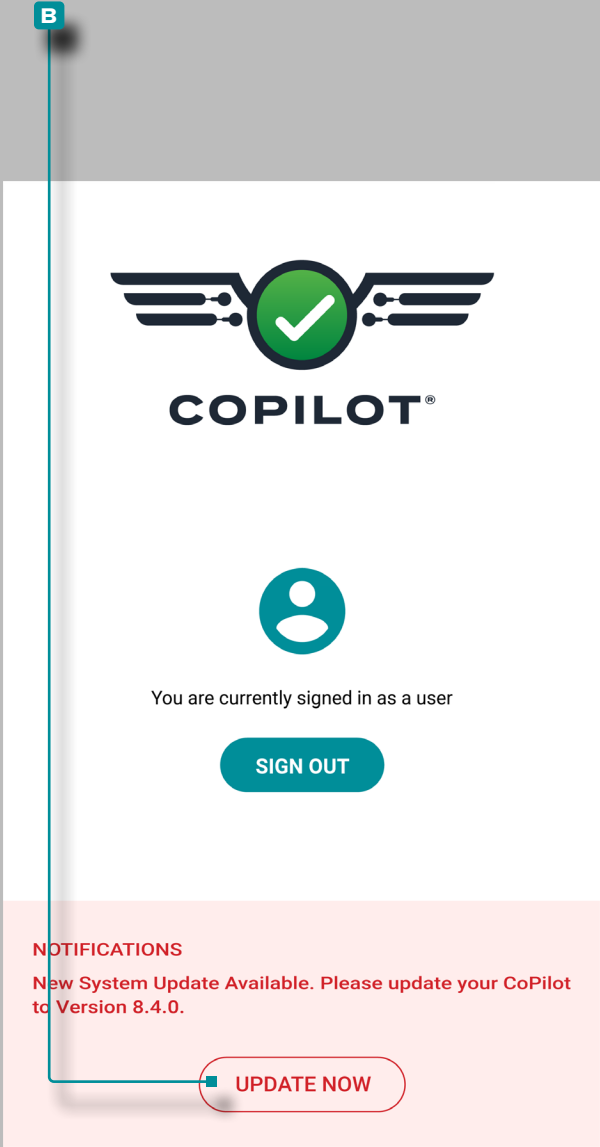 B
COPILOT®
You are currently signed in as a user
SIGN OUT
NOTIFICATIONS
New System Update Available. Please update your CoPilot
to Version 8.4.0.
UPDATE NOW